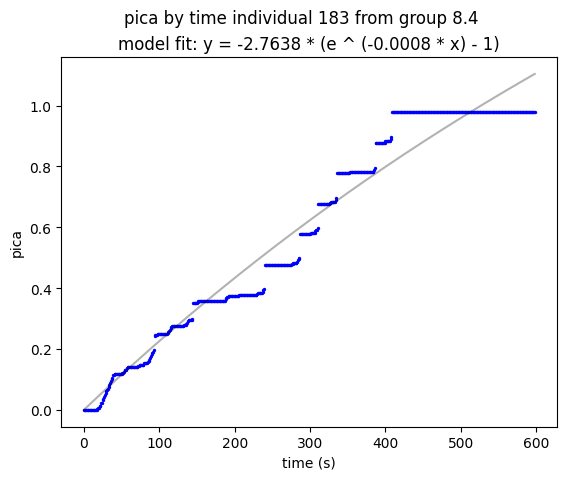 pica by time individual 183 from group 8.4
model fit: y = -2.7638 * (e ^ (-0.0008 * x) - 1)
1.0
0.8
0.6
0.4
0.2
0.0
pica
0 100 200 300 400 500 600
time (s)